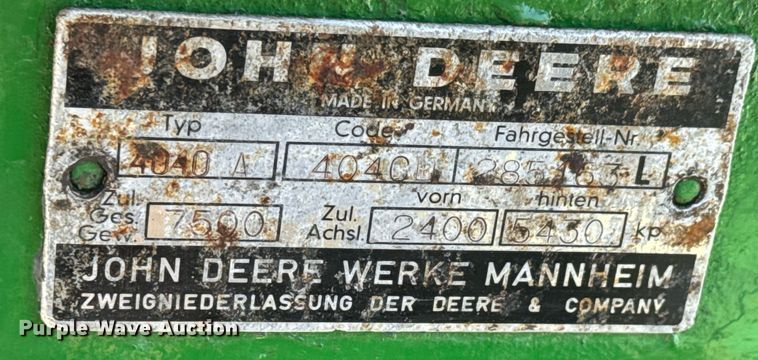 JOHN DEERE
MADE IN GERMANY
Typ Code Fahrgestell-Nr
4040 A L
Zul. Ges. Gew. 7500 Zul. Achsl. vorn 2400 hinten 5430 kp
JOHN DEERE WERKE MANNHEIM
ZWEIGNIEDERLASSUNG DER DEERE & COMPANY
Purple Wave Auction